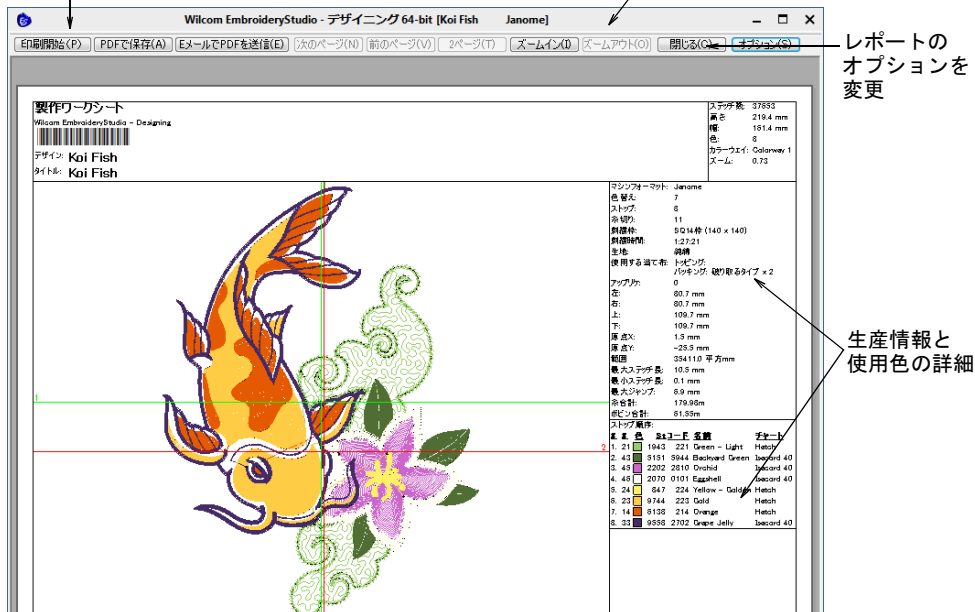 Wilcom EmbroideryStudio - デザイニング 64-bit [Koi Fish Janome]
印刷開始(P) PDFで保存(A) EメールでPDFを送信(E) 次のページ(N) 前のページ(V) 2ページ(T) ズームイン(I) ズームアウト(O) 閉じる(C) オプション(S)
レポートの
オプションを
変更
製作ワークシート
Wilcom EmbroideryStudio - Designing
デザイン: Koi Fish
タイトル: Koi Fish
ステッチ数: 37653
高さ 219.4 mm
幅: 161.4 mm
色: 8
カラーウエイ: Colorway 1
ズーム: 0.73
マシンフォーマット: Janome
色替え: 7
ストップ: 8
糸切り: 11
刺繍枠: SQ14枠 (140 x 140)
刺繍時間: 1:27:21
生地: 綿綿
使用する当て布: トッピング:
バッキング: 破り取るタイプ x 2
アップリケ: 0
左: 80.7 mm
右: 80.7 mm
上: 109.7 mm
下: 109.7 mm
原点X: 1.5 mm
原点Y: -25.5 mm
範囲 35411.0 平方mm
最大ステッチ長: 10.5 mm
最小ステッチ長: 0.1 mm
最大ジャンプ: 6.9 mm
糸合計: 179.98m
ボビン合計: 61.55m
ストップ順序:
色 St コード 名前 チャート
1. 21 1943 221 Green - Light Hetch
2. 43 5151 5944 Backyard Green Isacord 40
3. 45 2202 2810 Orchid Isacord 40
4. 46 2070 0101 Eggshell Isacord 40
5. 24 647 224 Yellow - Golden Hetch
6. 23 9744 223 Gold Hetch
7. 14 6136 214 Orange Hetch
8. 33 9556 2702 Grape Jelly Isacord 40
1
2
生産情報と
使用色の詳細